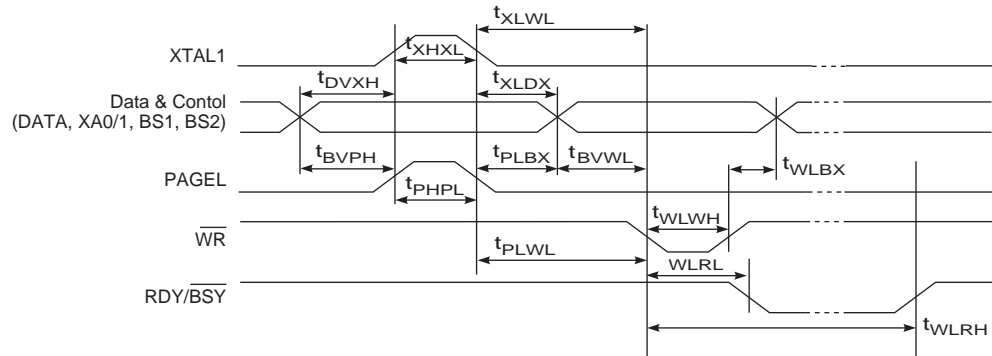 tXLWL
XTAL1
tXHXL
tDVXH
tXLDX
Data & Contol
(DATA, XA0/1, BS1, BS2)
tBVPH
tPLBX
tBVWL
tWLBX
PAGEL
tPHPL
tWLWH
WR
tPLWL
WLRL
RDY/BSY
tWLRH